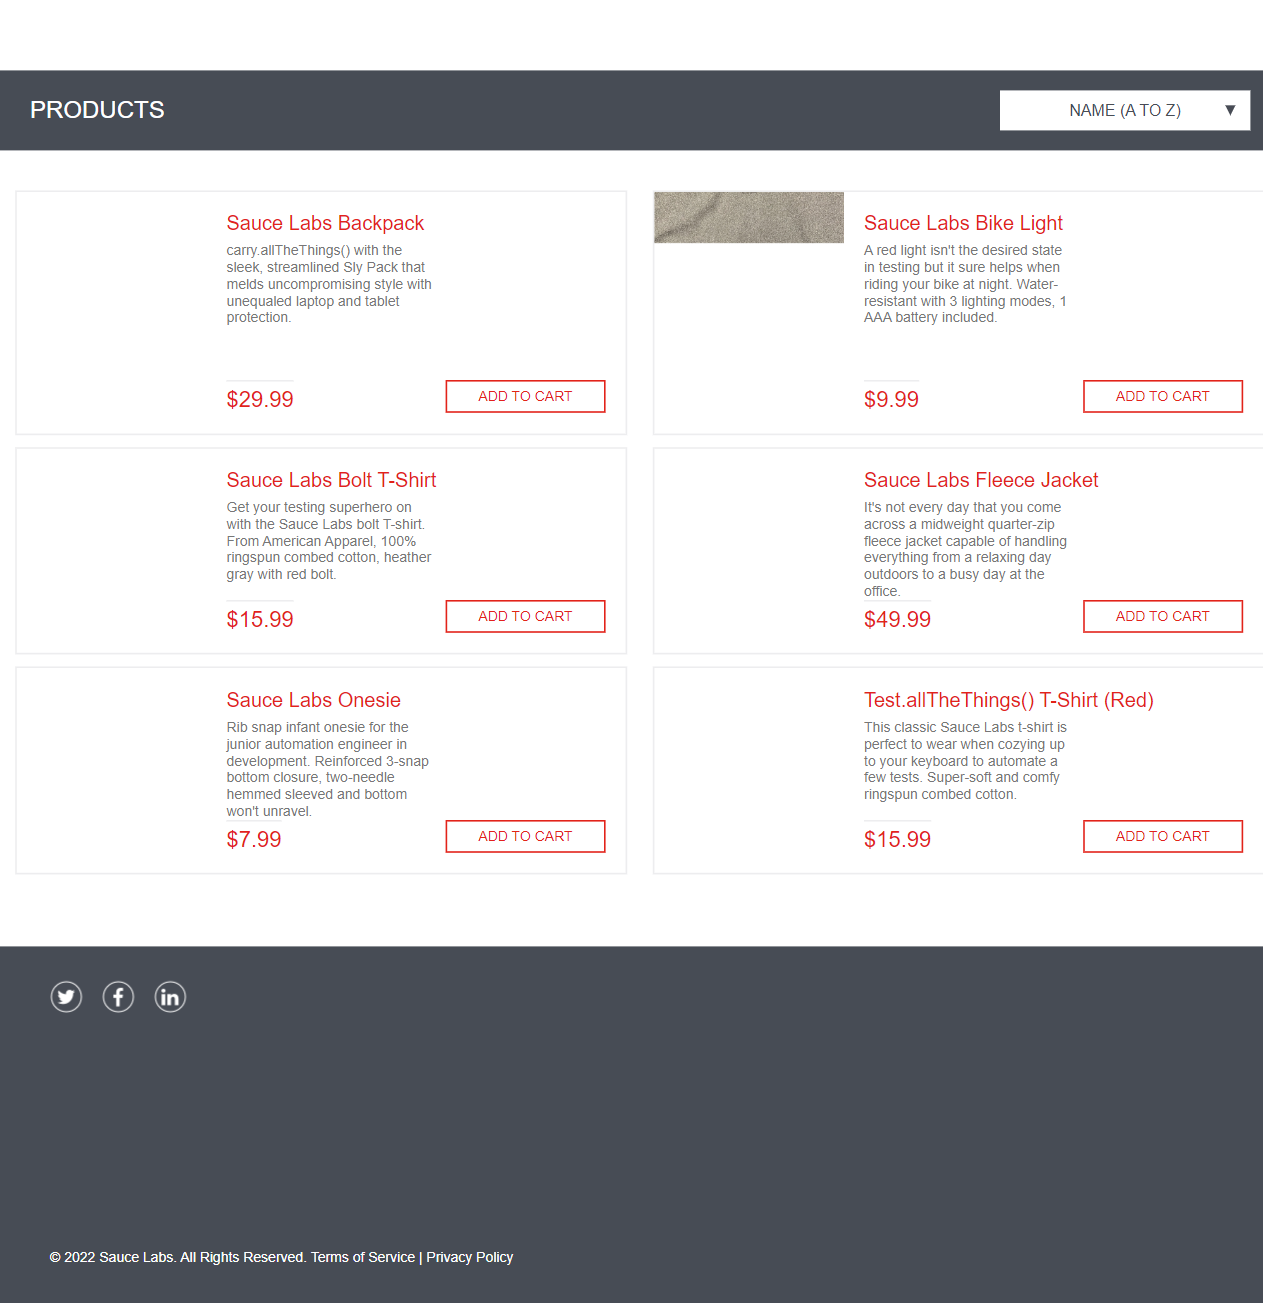 PRODUCTS
NAME (A TO Z)
Sauce Labs Backpack
carry.allTheThings() with the
sleek, streamlined Sly Pack that
melds uncompromising style with
unequaled laptop and tablet
protection.
$29.99
ADD TO CART
Sauce Labs Bike Light
A red light isn't the desired state
in testing but it sure helps when
riding your bike at night. Water-
resistant with 3 lighting modes, 1
AAA battery included.
$9.99
ADD TO CART
Sauce Labs Bolt T-Shirt
Get your testing superhero on
with the Sauce Labs bolt T-shirt.
From American Apparel, 100%
ringspun combed cotton, heather
gray with red bolt.
$15.99
ADD TO CART
Sauce Labs Fleece Jacket
It's not every day that you come
across a midweight quarter-zip
fleece jacket capable of handling
everything from a relaxing day
outdoors to a busy day at the
office.
$49.99
ADD TO CART
Sauce Labs Onesie
Rib snap infant onesie for the
junior automation engineer in
development. Reinforced 3-snap
bottom closure, two-needle
hemmed sleeved and bottom
won't unravel.
$7.99
ADD TO CART
Test.allTheThings() T-Shirt (Red)
This classic Sauce Labs t-shirt is
perfect to wear when cozying up
to your keyboard to automate a
few tests. Super-soft and comfy
ringspun combed cotton.
$15.99
ADD TO CART
© 2022 Sauce Labs. All Rights Reserved. Terms of Service | Privacy Policy